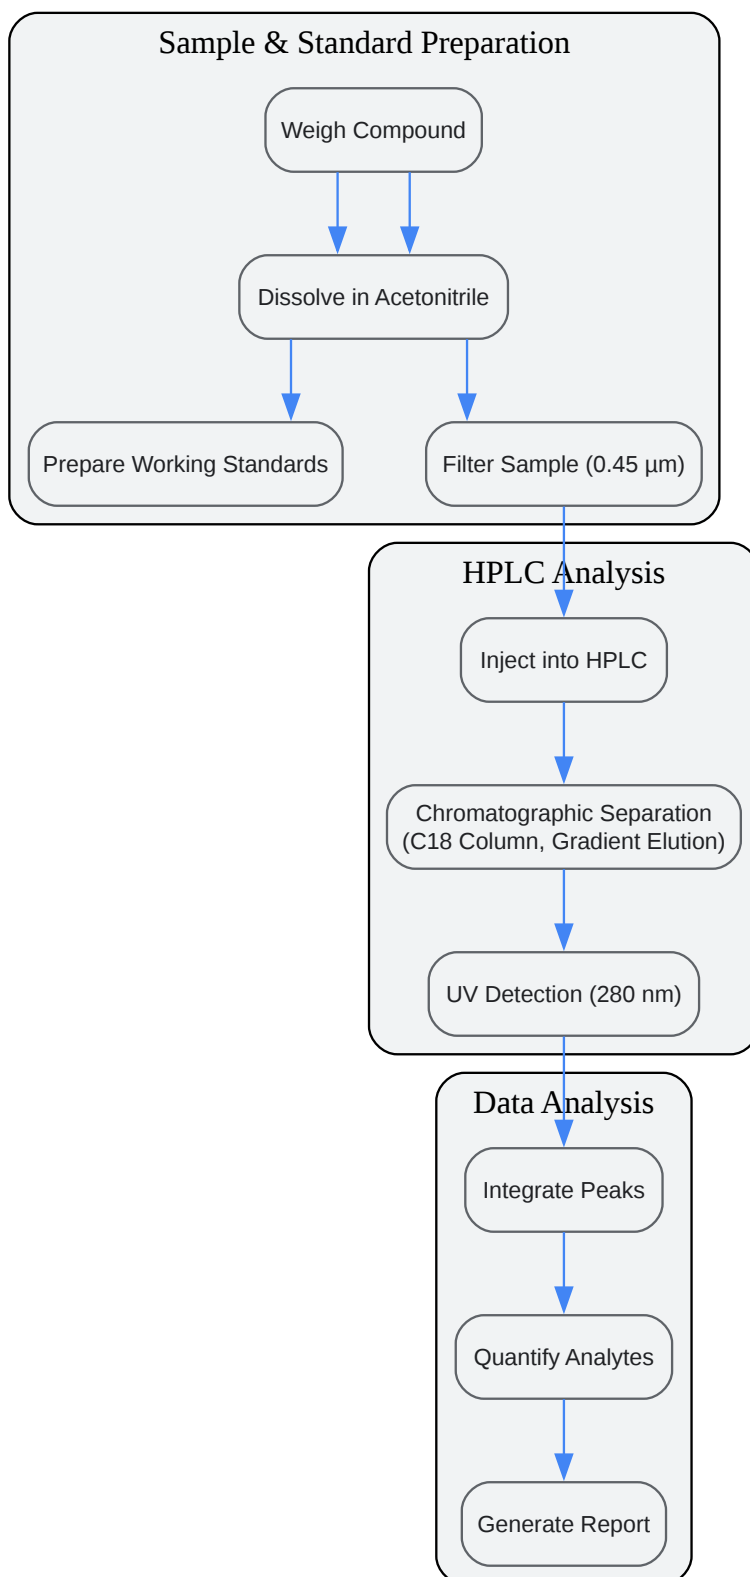 Sample & Standard Preparation
Weigh Compound
Dissolve in Acetonitrile
Prepare Working Standards
Filter Sample (0.45 µm)
HPLC Analysis
Inject into HPLC
Chromatographic Separation
(C18 Column, Gradient Elution)
UV Detection (280 nm)
Data Analysis
Integrate Peaks
Quantify Analytes
Generate Report